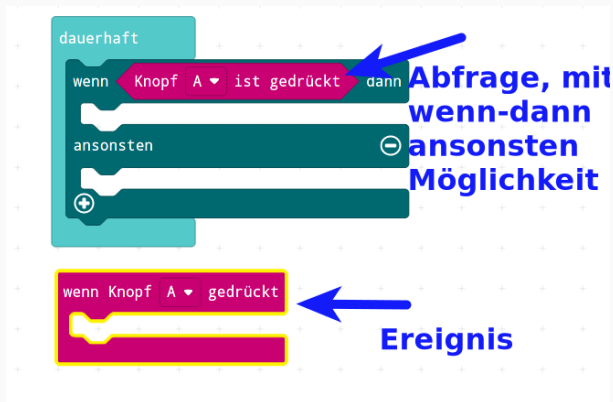 dauerhaft
wenn Knopf A ist gedrückt dann
ansonsten
Abfrage, mit
wenn-dann
ansonsten
Möglichkeit
wenn Knopf A gedrückt
Ereignis